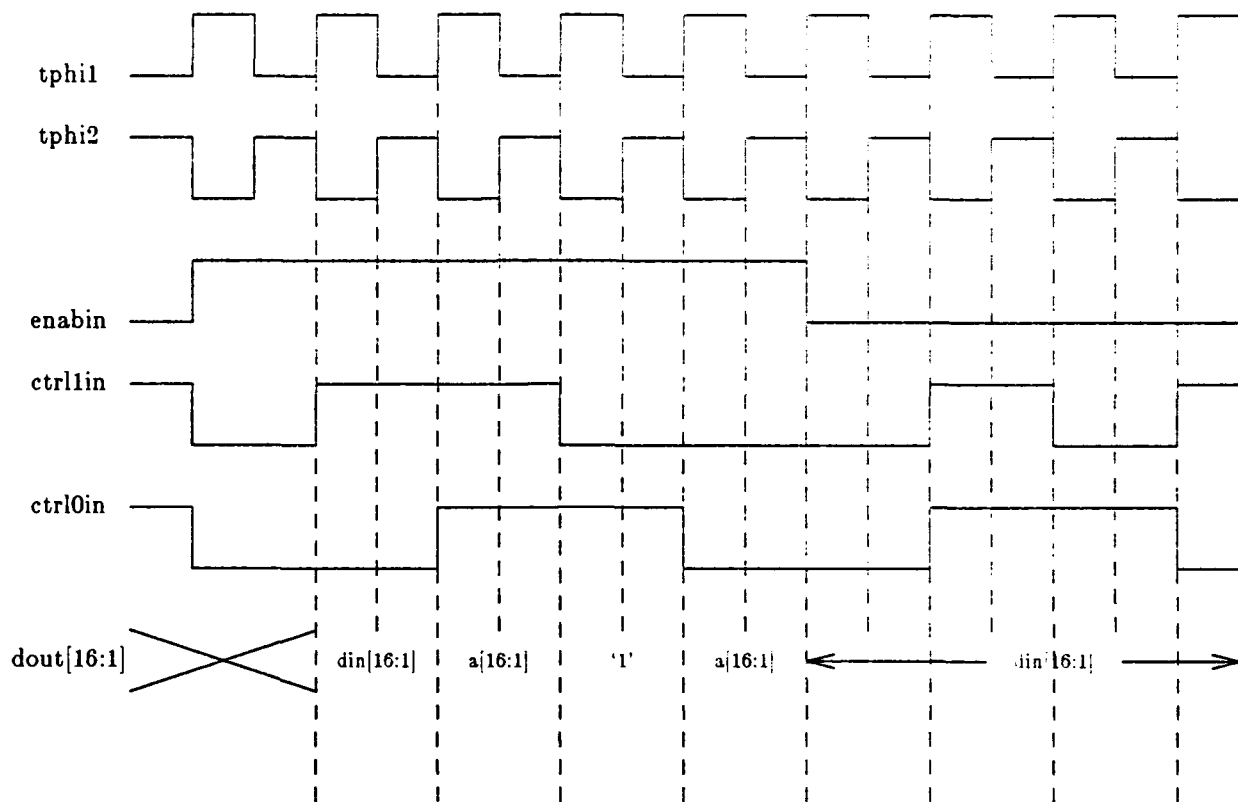 tphi1
tphi2
enabin
ctrl1in
ctrl0in
dout[16:1] din[16:1] a[16:1] '1' a[16:1] din[16:1]